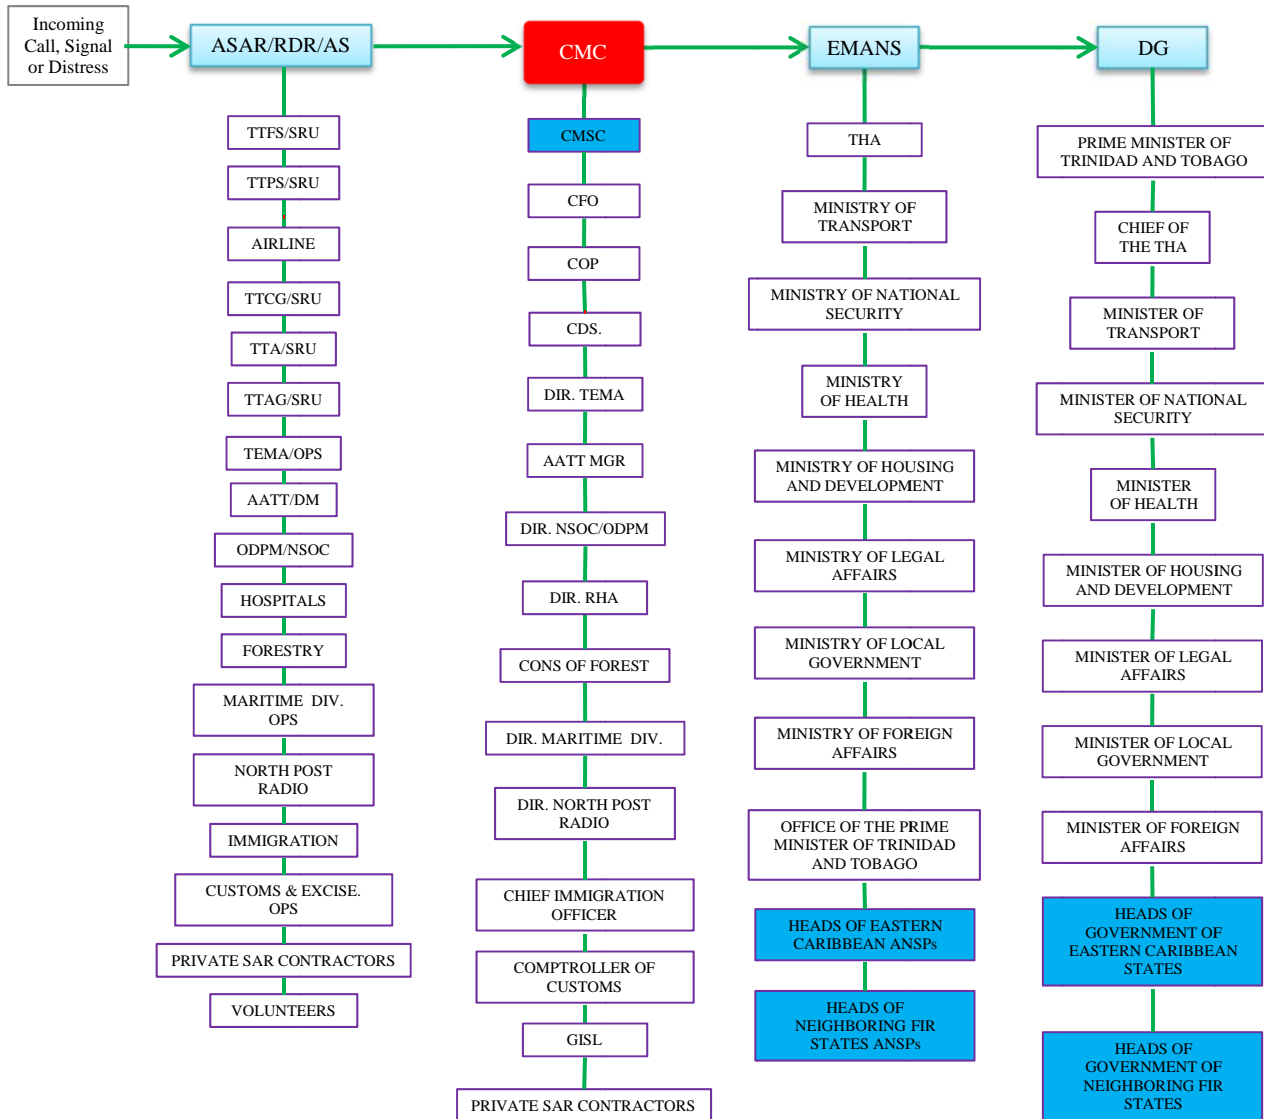 Incoming
Call, Signal
or Distress
ASAR/RDR/AS
CMC
EMANS
DG
TTFS/SRU
TTPS/SRU
AIRLINE
TTCG/SRU
TTA/SRU
TTAG/SRU
TEMA/OPS
AATT/DM
ODPM/NSOC
HOSPITALS
FORESTRY
MARITIME DIV.
OPS
NORTH POST
RADIO
IMMIGRATION
CUSTOMS & EXCISE.
OPS
PRIVATE SAR CONTRACTORS
VOLUNTEERS
CMSC
CFO
COP
CDS.
DIR. TEMA
AATT MGR
DIR. NSOC/ODPM
DIR. RHA
CONS OF FOREST
DIR. MARITIME DIV.
DIR. NORTH POST
RADIO
CHIEF IMMIGRATION
OFFICER
COMPTROLLER OF
CUSTOMS
GISL
PRIVATE SAR CONTRACTORS
THA
MINISTRY OF
TRANSPORT
MINISTRY OF NATIONAL
SECURITY
MINISTRY
OF HEALTH
MINISTRY OF HOUSING
AND DEVELOPMENT
MINISTRY OF LEGAL
AFFAIRS
MINISTRY OF LOCAL
GOVERNMENT
MINISTRY OF FOREIGN
AFFAIRS
OFFICE OF THE PRIME
MINISTER OF TRINIDAD
AND TOBAGO
HEADS OF EASTERN
CARIBBEAN ANSPs
HEADS OF
NEIGHBORING FIR
STATES ANSPs
PRIME MINISTER OF
TRINIDAD AND TOBAGO
CHIEF OF
THE THA
MINISTER OF
TRANSPORT
MINISTER OF NATIONAL
SECURITY
MINISTER
OF HEALTH
MINISTER OF HOUSING
AND DEVELOPMENT
MINISTER OF LEGAL
AFFAIRS
MINISTER OF LOCAL
GOVERNMENT
MINISTER OF FOREIGN
AFFAIRS
HEADS OF
GOVERNMENT OF
EASTERN CARIBBEAN
STATES
HEADS OF
GOVERNMENT OF
NEIGHBORING FIR
STATES